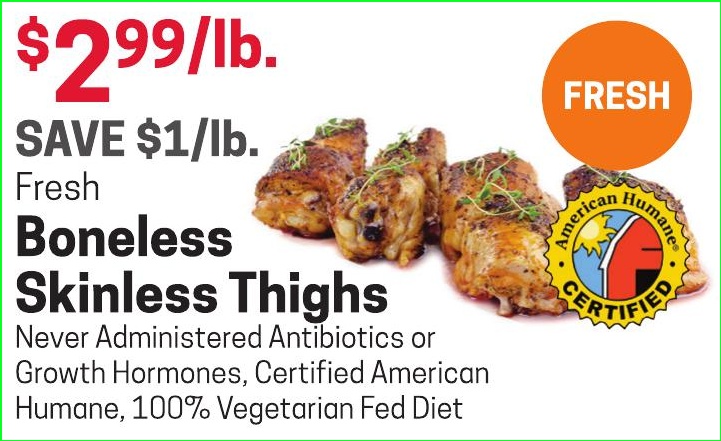 $2.99/lb.
SAVE $1/lb.
Fresh
Boneless
Skinless Thighs
Never Administered Antibiotics or
Growth Hormones, Certified American
Humane, 100% Vegetarian Fed Diet
FRESH
American Humane®
CERTIFIED